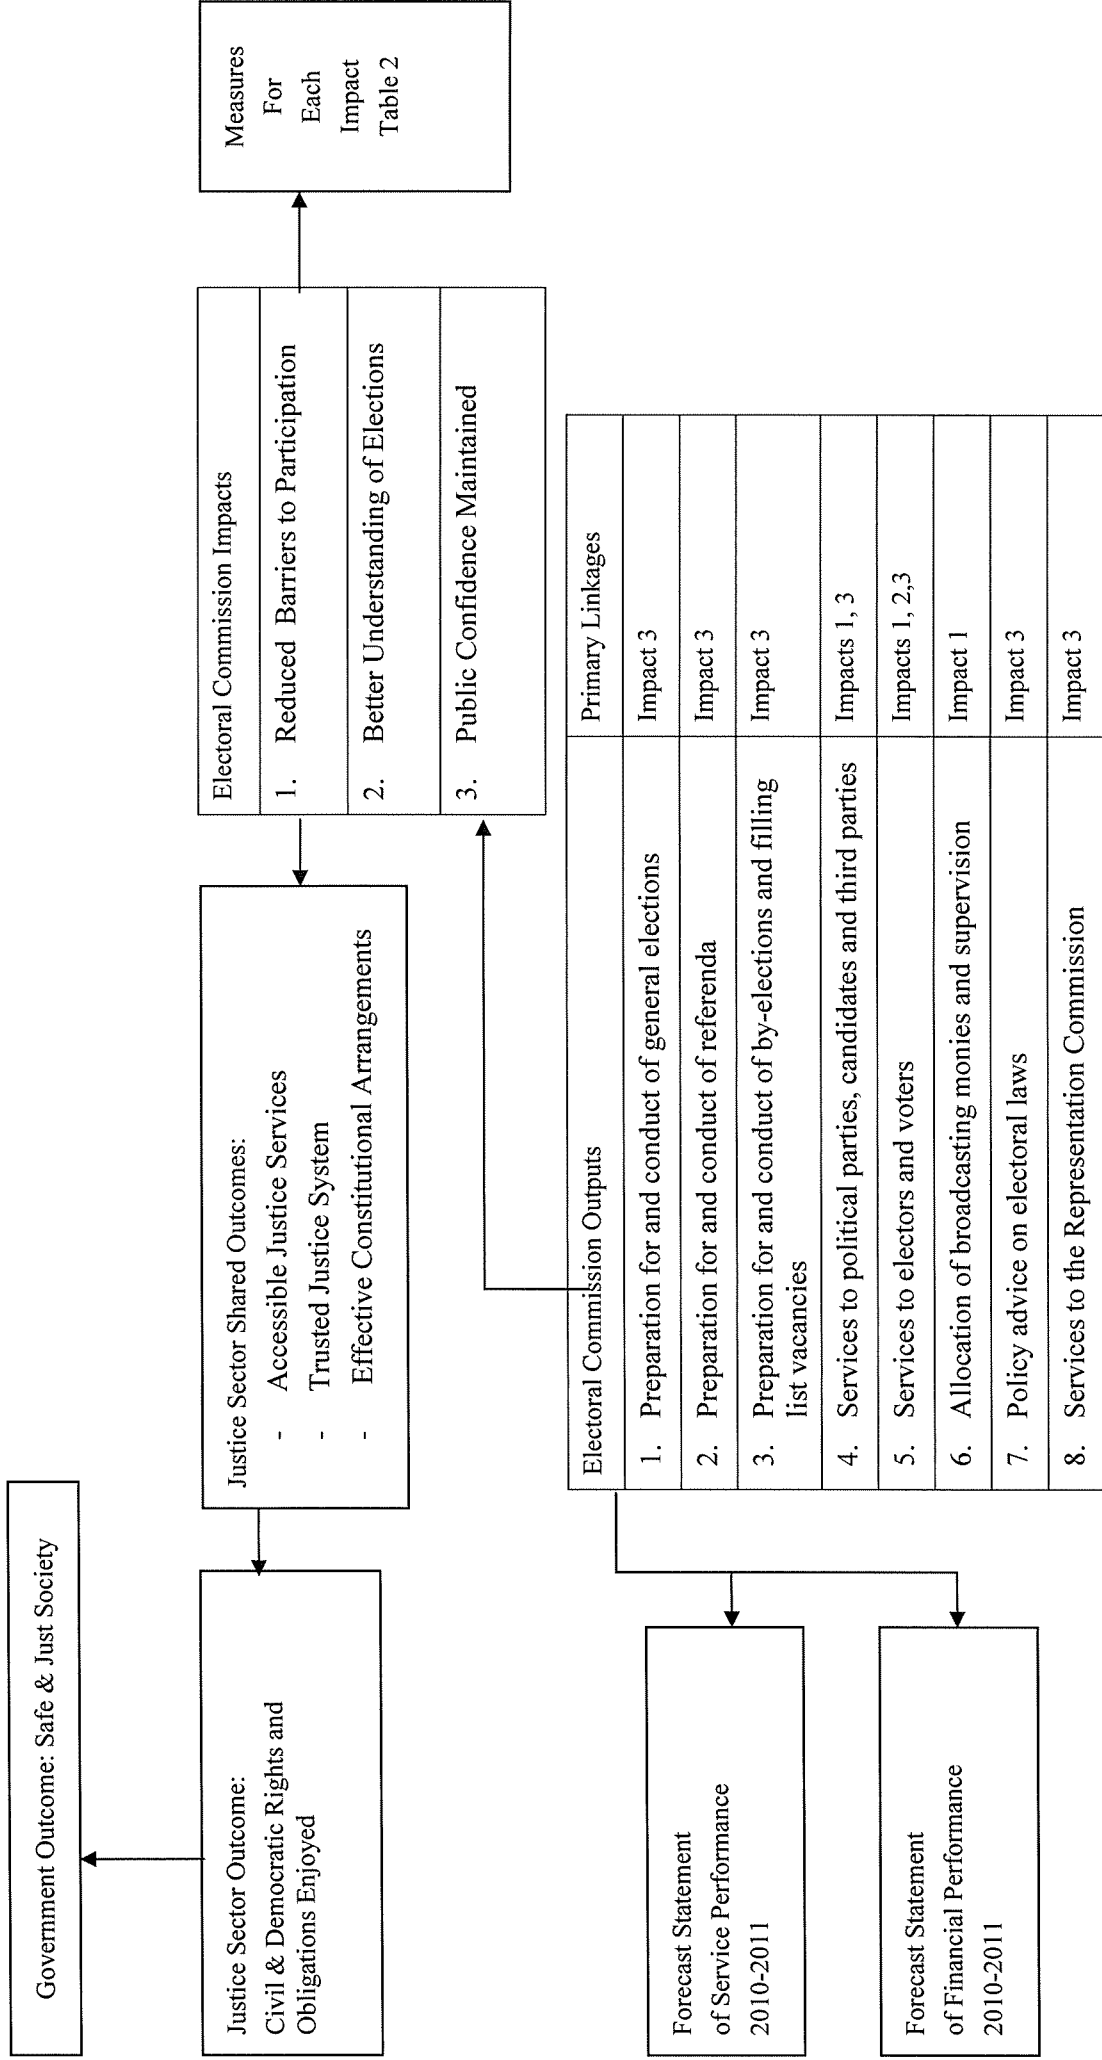 Government Outcome: Safe & Just Society
Justice Sector Outcome:
Civil & Democratic Rights and
Obligations Enjoyed
Justice Sector Shared Outcomes:
- Accessible Justice Services
- Trusted Justice System
- Effective Constitutional Arrangements
Electoral Commission Impacts
1. Reduced Barriers to Participation
2. Better Understanding of Elections
3. Public Confidence Maintained
Measures
For
Each
Impact
Table 2
Forecast Statement
of Service Performance
2010-2011
Forecast Statement
of Financial Performance
2010-2011
Electoral Commission Outputs Primary Linkages
1. Preparation for and conduct of general elections Impact 3
2. Preparation for and conduct of referenda Impact 3
3. Preparation for and conduct of by-elections and filling Impact 3
list vacancies
4. Services to political parties, candidates and third parties Impacts 1, 3
5. Services to electors and voters Impacts 1, 2,3
6. Allocation of broadcasting monies and supervision Impact 1
7. Policy advice on electoral laws Impact 3
8. Services to the Representation Commission Impact 3